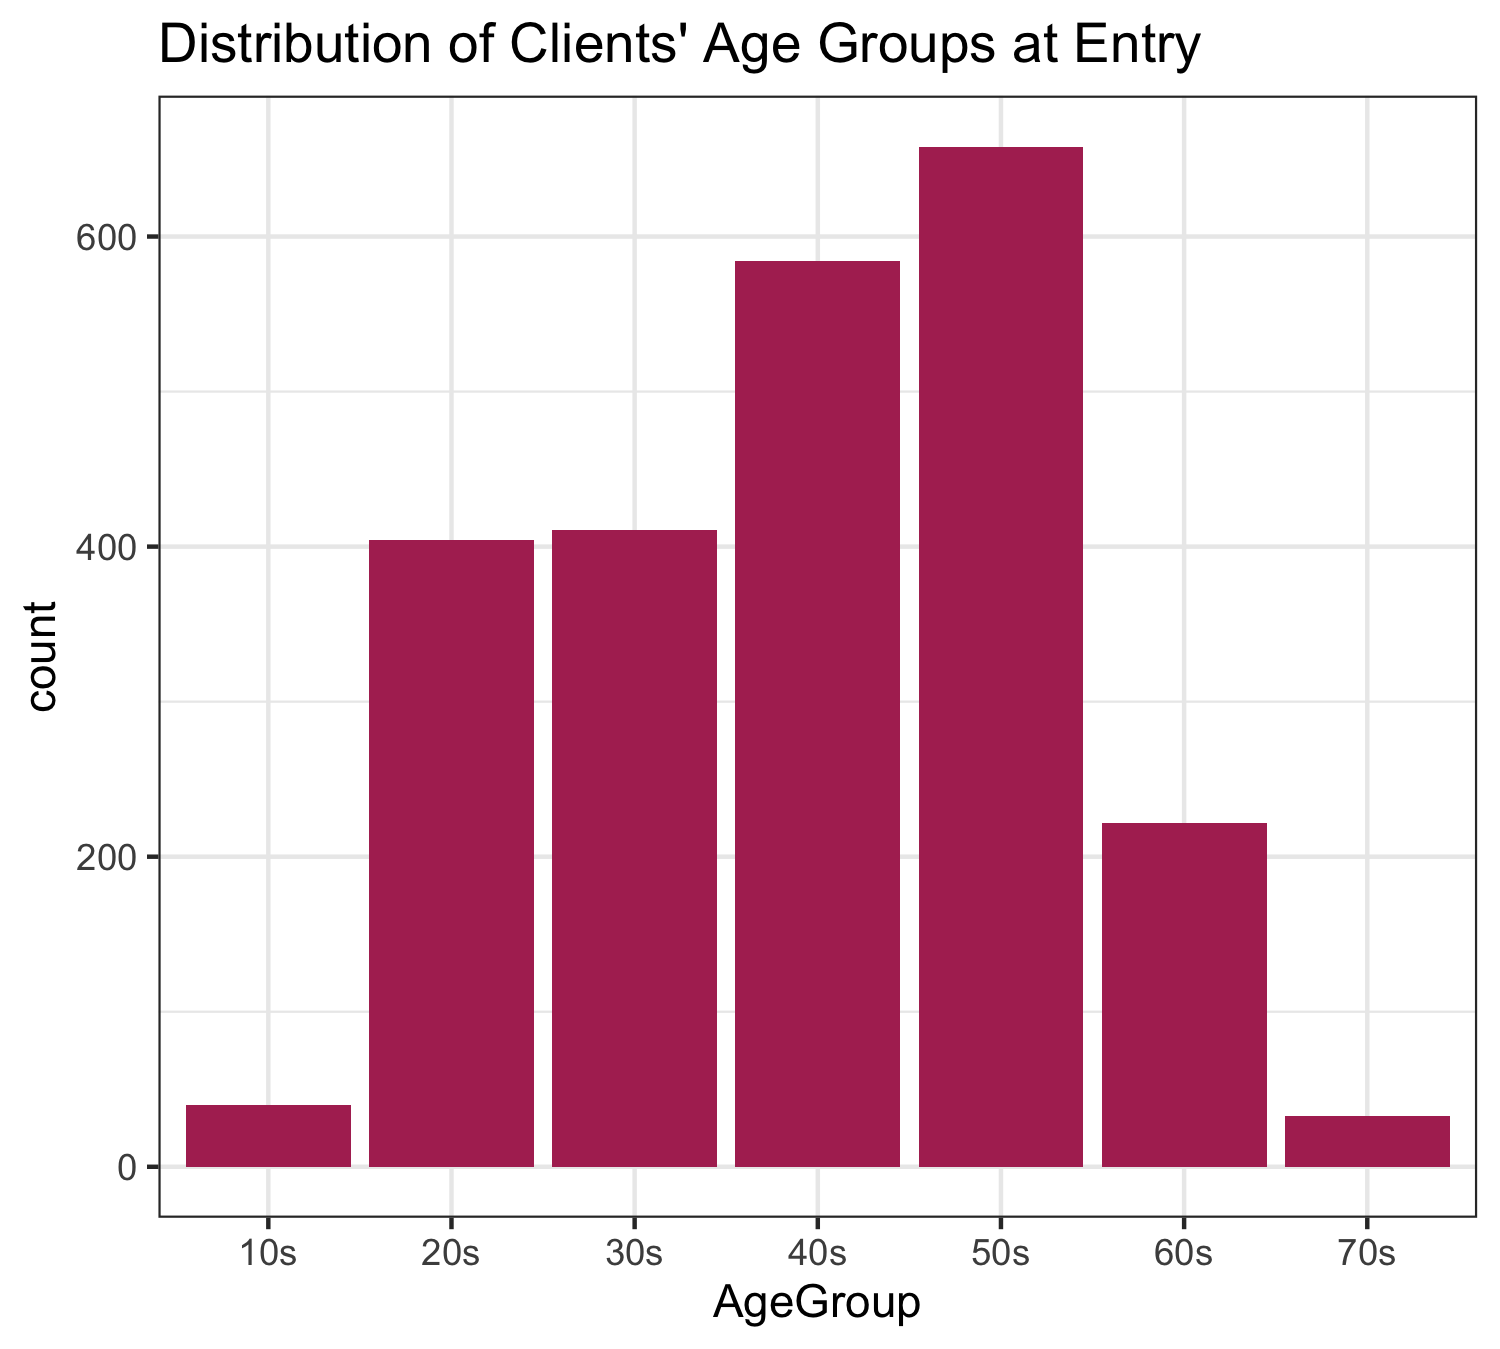 Distribution of Clients' Age Groups at Entry
600
400
200
0
count
10s 20s 30s 40s 50s 60s 70s
AgeGroup